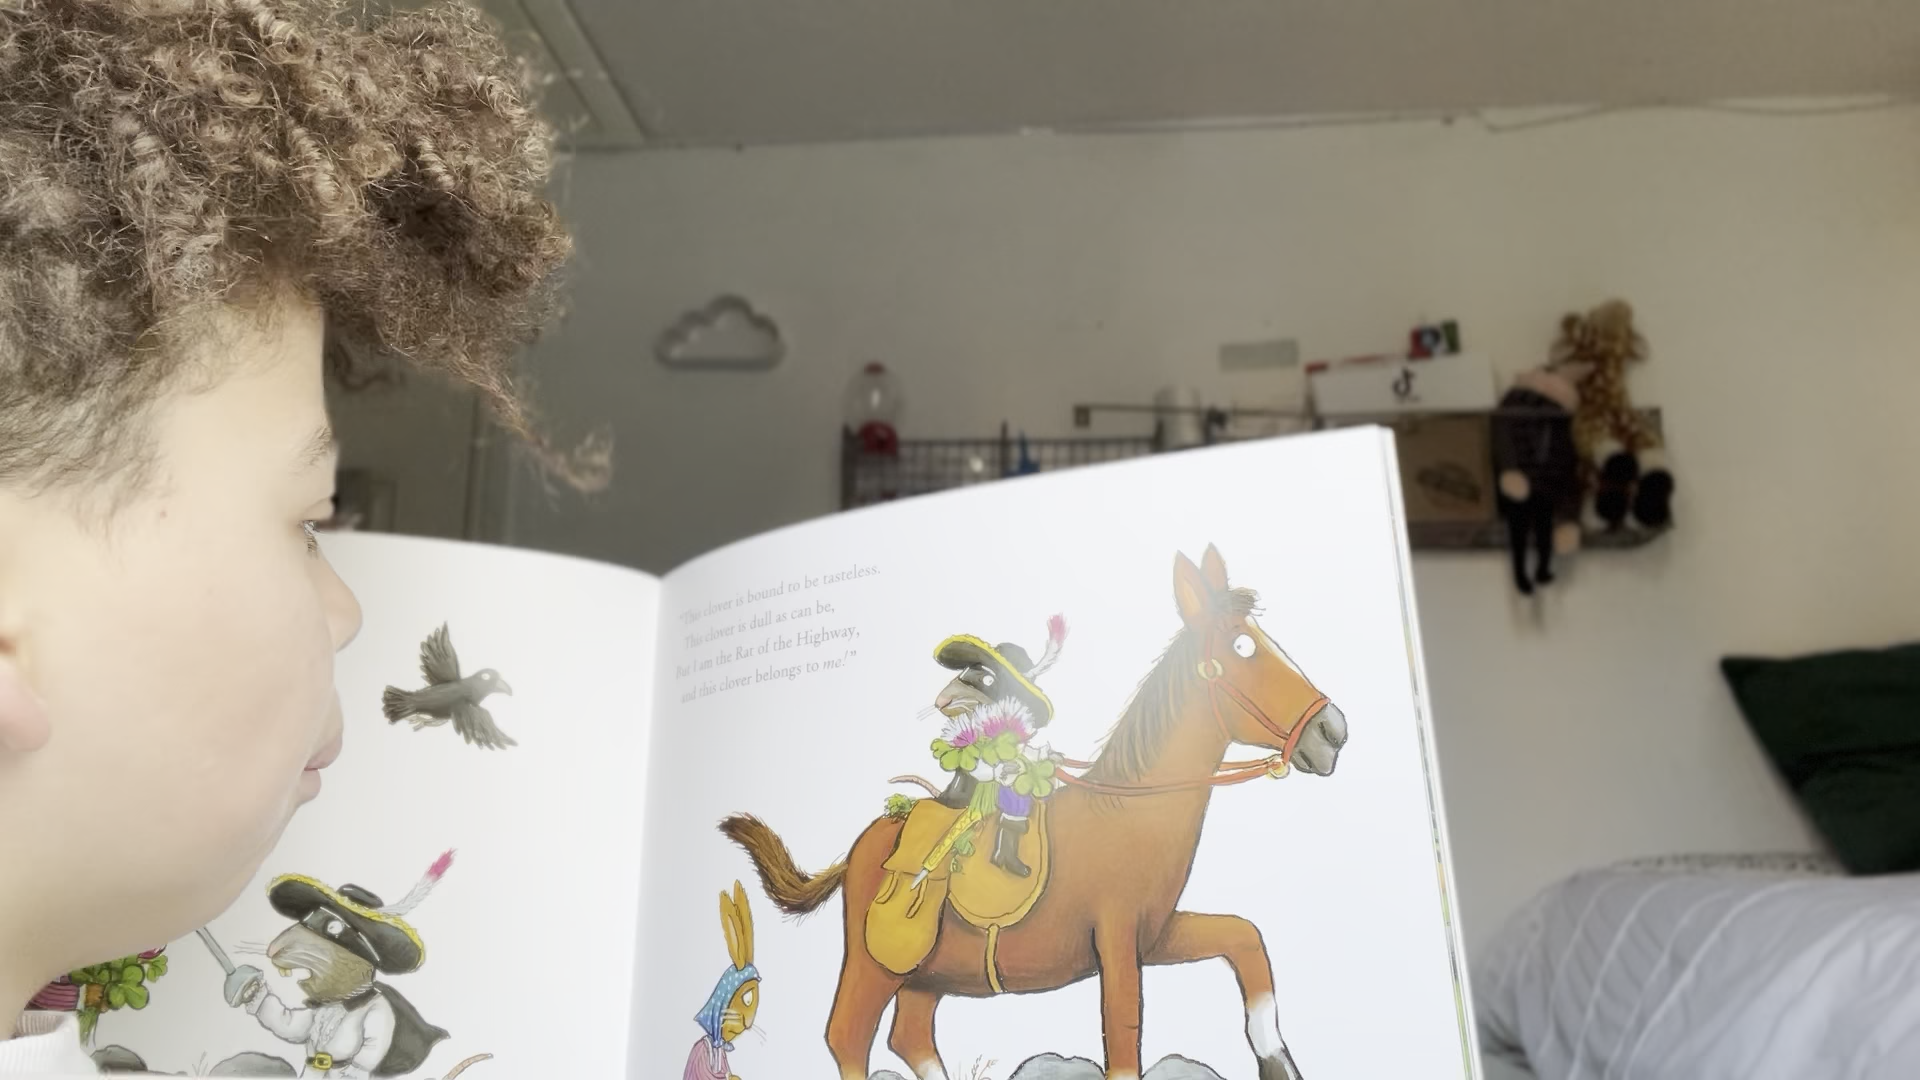 "This clover is bound to be tasteless.
This clover is dull as can be,
But I am the Rat of the Highway,
and this clover belongs to me!"